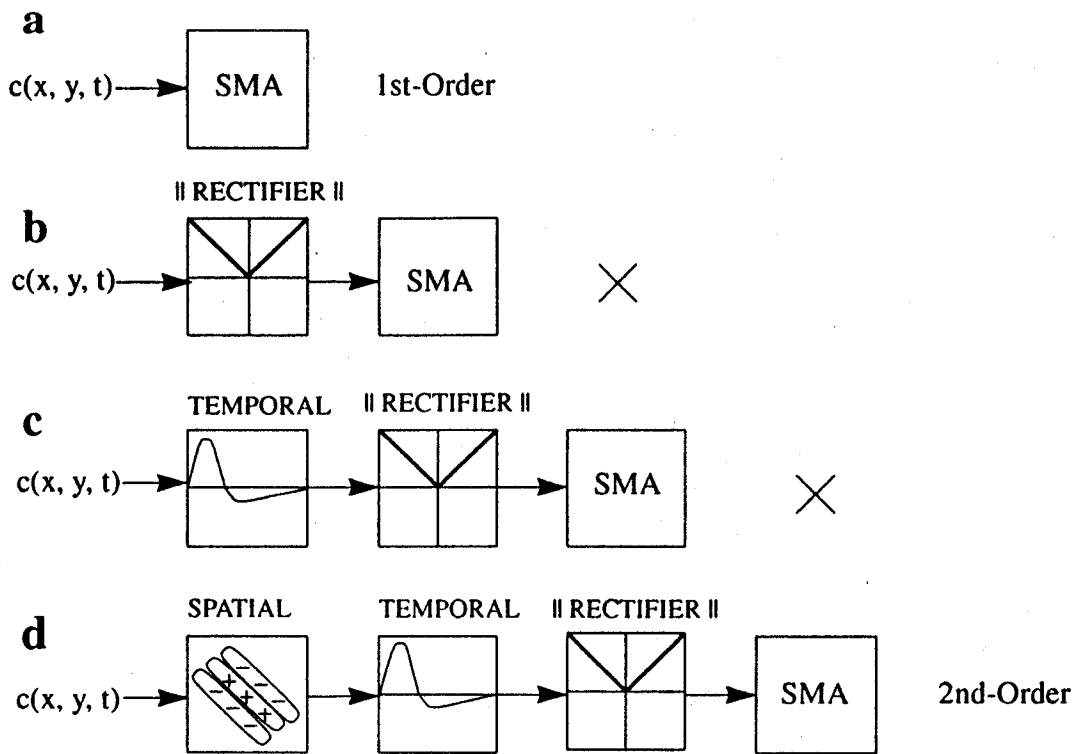 a
c(x, y, t) SMA 1st-Order
|| RECTIFIER ||
b
c(x, y, t) SMA
TEMPORAL || RECTIFIER ||
c
c(x, y, t) SMA
SPATIAL TEMPORAL || RECTIFIER ||
d
c(x, y, t) SMA 2nd-Order